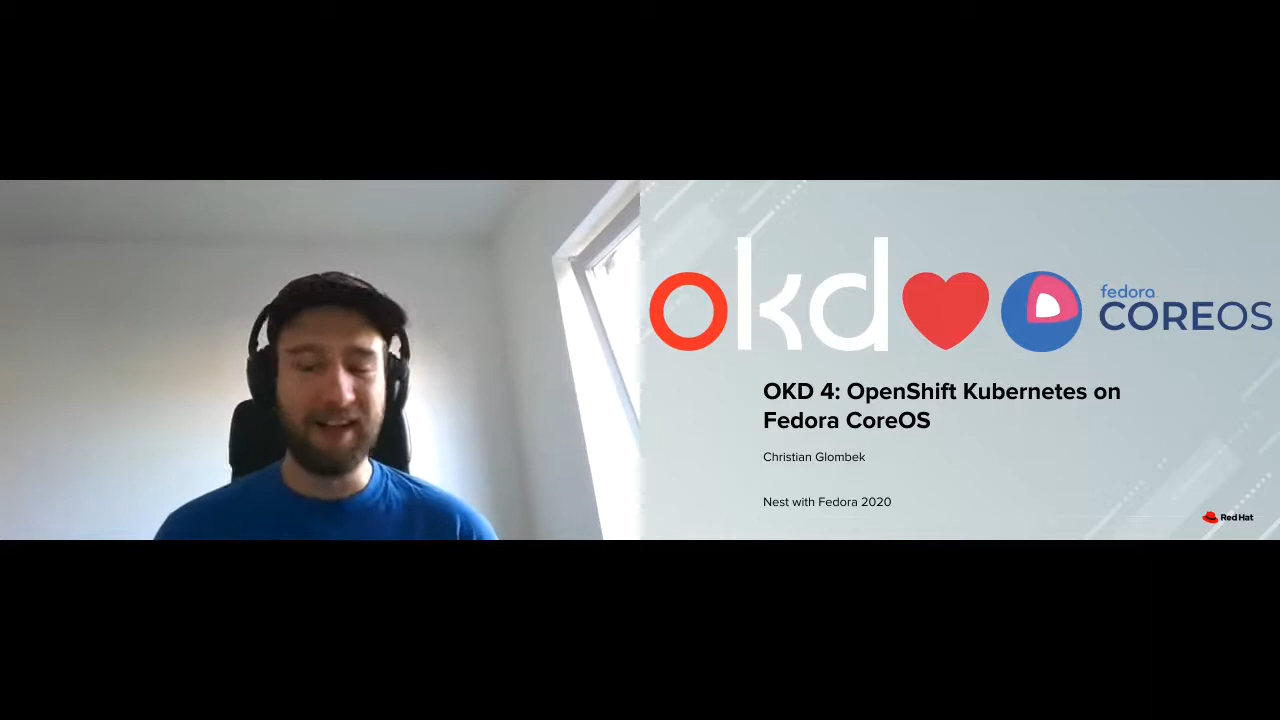 okd
fedora
COREOS
OKD 4: OpenShift Kubernetes on
Fedora CoreOS
Christian Glombek
Nest with Fedora 2020
Red Hat